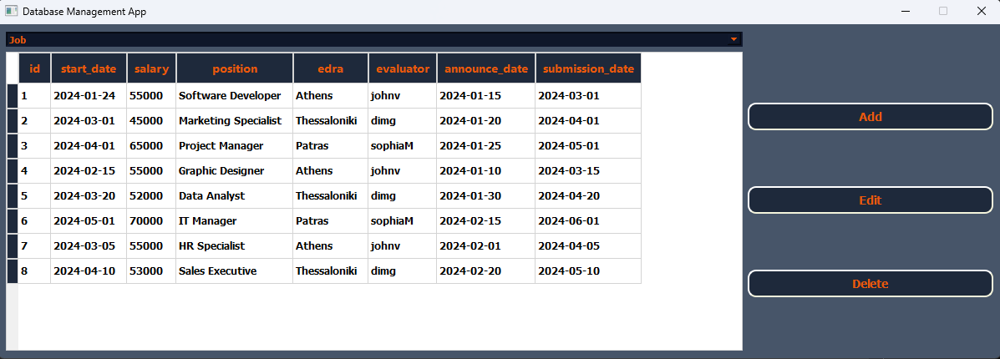 Database Management App
Job
id start_date salary position edra evaluator announce_date submission_date
1 2024-01-24 55000 Software Developer Athens johnv 2024-01-15 2024-03-01
2 2024-03-01 45000 Marketing Specialist Thessaloniki dimg 2024-01-20 2024-04-01
3 2024-04-01 65000 Project Manager Patras sophiaM 2024-01-25 2024-05-01
4 2024-02-15 55000 Graphic Designer Athens johnv 2024-01-10 2024-03-15
5 2024-03-20 52000 Data Analyst Thessaloniki dimg 2024-01-30 2024-04-20
6 2024-05-01 70000 IT Manager Patras sophiaM 2024-02-15 2024-06-01
7 2024-03-05 55000 HR Specialist Athens johnv 2024-02-01 2024-04-05
8 2024-04-10 53000 Sales Executive Thessaloniki dimg 2024-02-20 2024-05-10
Add
Edit
Delete